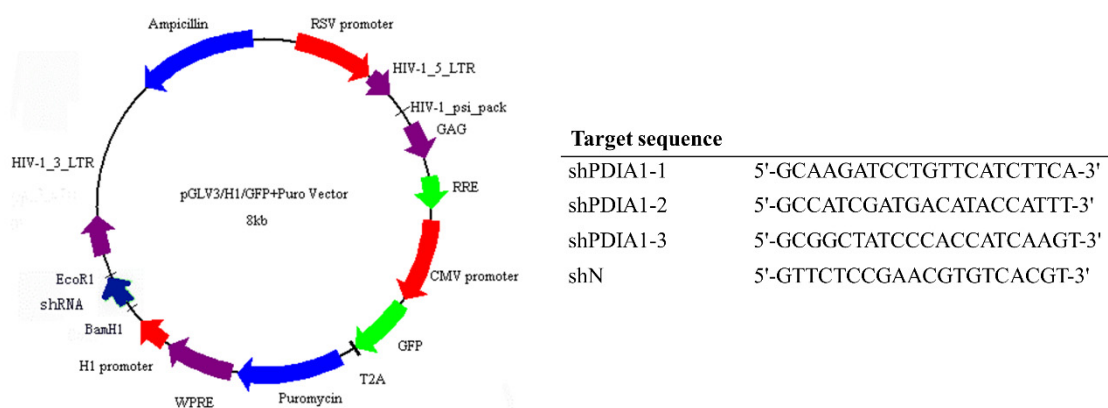 Ampicillin
RSV promoter
HIV-1_5_LTR
HIV-1_psi_pack
GAG
RRE
CMV promoter
GFP
T2A
Puromycin
WPRE
H1 promoter
BamH1
shRNA
EcoR1
HIV-1_3_LTR
pGLV3/H1/GFP+Puro Vector
8kb
Target sequence
shPDIA1-1 5'-GCAAGATCCTGTTCATCTTCA-3'
shPDIA1-2 5'-GCCATCGATGACATACCATTT-3'
shPDIA1-3 5'-GCGGCTATCCCACCATCAAGT-3'
shN 5'-GTTCTCCGAACGTGTCACGT-3'